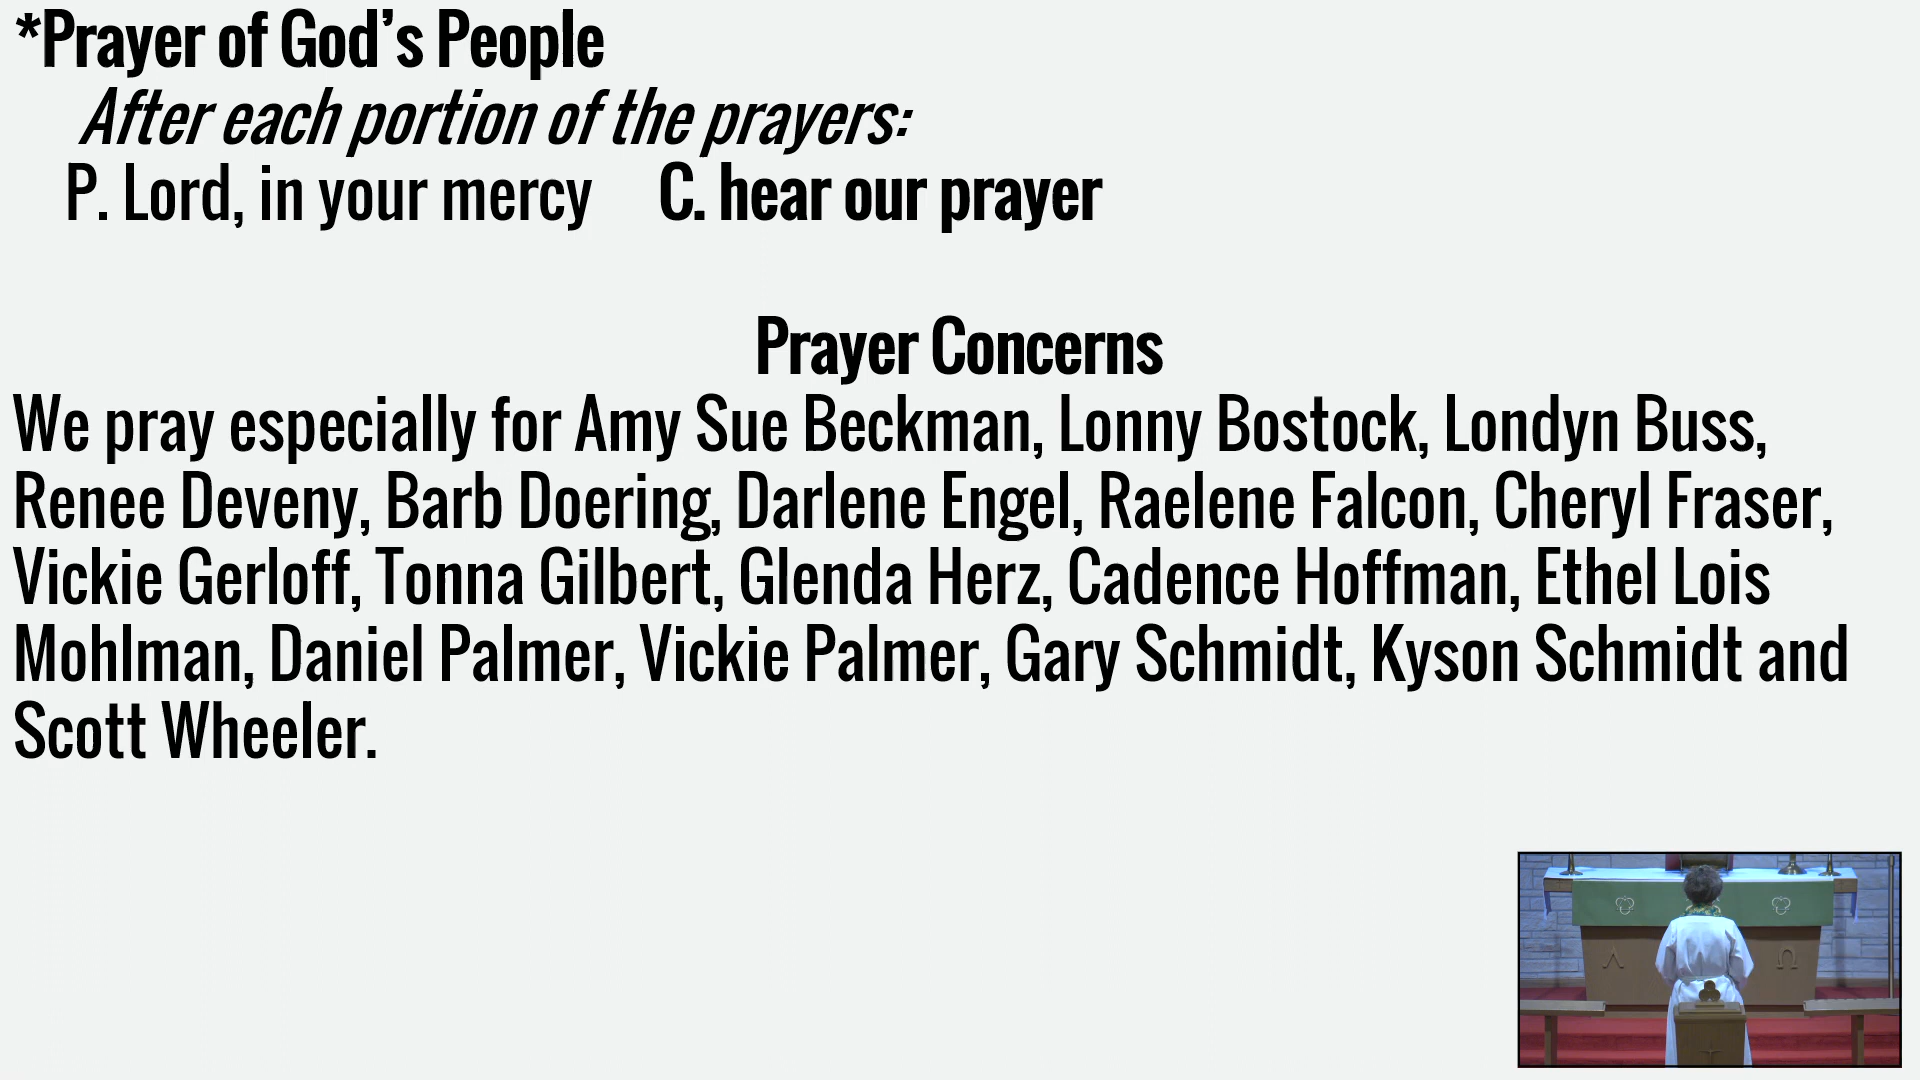 *Prayer of God’s People
After each portion of the prayers:
P. Lord, in your mercy C. hear our prayer
Prayer Concerns
We pray especially for Amy Sue Beckman, Lonny Bostock, Londyn Buss,
Renee Deveny, Barb Doering, Darlene Engel, Raelene Falcon, Cheryl Fraser,
Vickie Gerloff, Tonna Gilbert, Glenda Herz, Cadence Hoffman, Ethel Lois
Mohlman, Daniel Palmer, Vickie Palmer, Gary Schmidt, Kyson Schmidt and
Scott Wheeler.
Α Ω